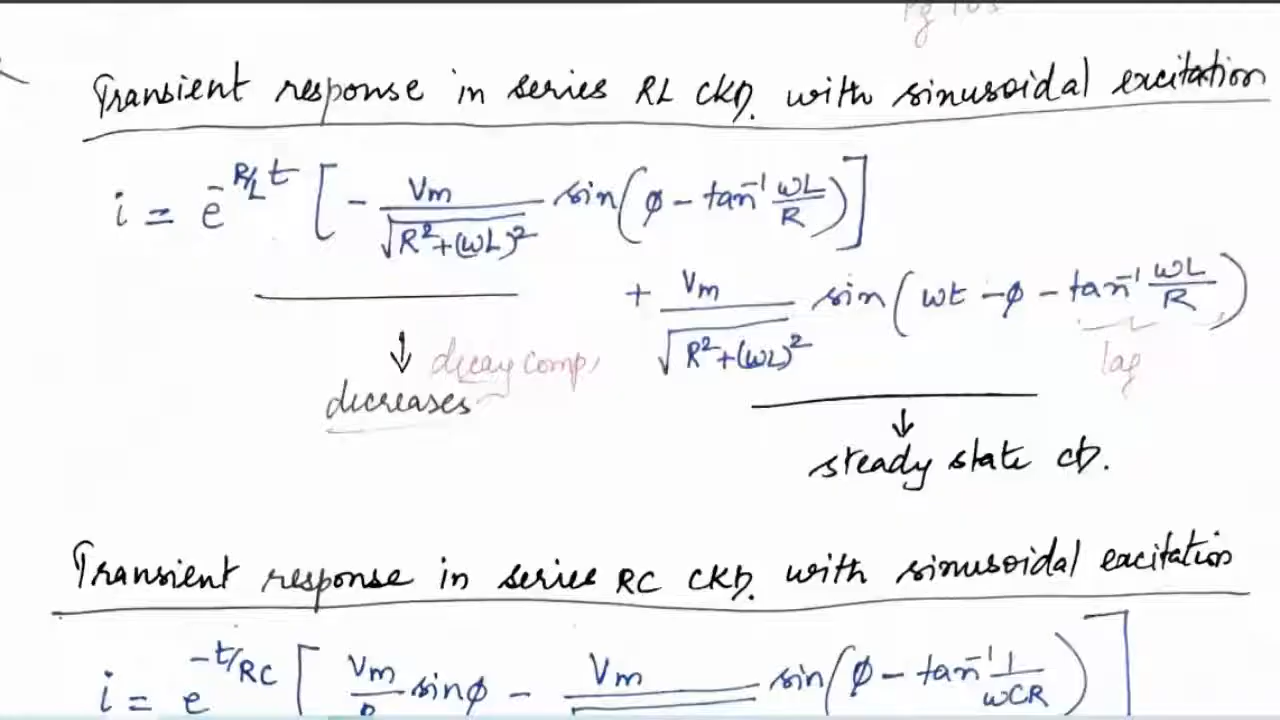 Transient response in series RL ckt. with sinusoidal excitation
i = e^{-R/L t} [ - Vm / √(R²+(ωL)²) sin(φ - tan⁻¹ ωL/R) ]
+ Vm / √(R²+(ωL)²) sin(ωt - φ - tan⁻¹ ωL/R)
decay comp. lag
decreases
steady state ct.
Transient response in series RC ckt. with sinusoidal excitation
i = e^{-t/RC} [ Vm/R sinφ - Vm sin(φ - tan⁻¹ 1/ωCR) ]